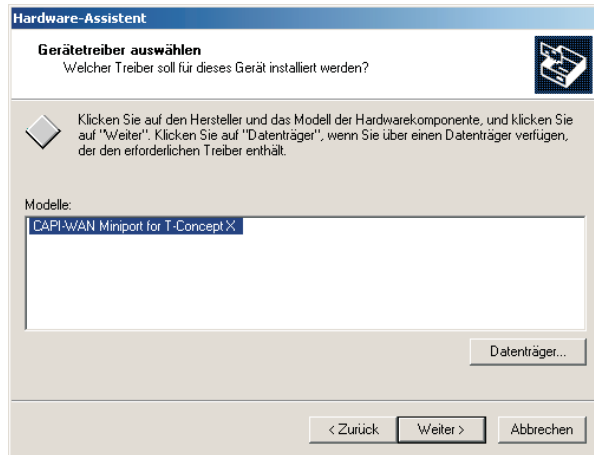 Hardware-Assistent
Gerätetreiber auswählen
Welcher Treiber soll für dieses Gerät installiert werden?
Klicken Sie auf den Hersteller und das Modell der Hardwarekomponente, und klicken Sie
auf "Weiter". Klicken Sie auf "Datenträger", wenn Sie über einen Datenträger verfügen,
der den erforderlichen Treiber enthält.
Modelle:
CAPI-WAN Miniport for T-Concept X
Datenträger...
< Zurück Weiter > Abbrechen